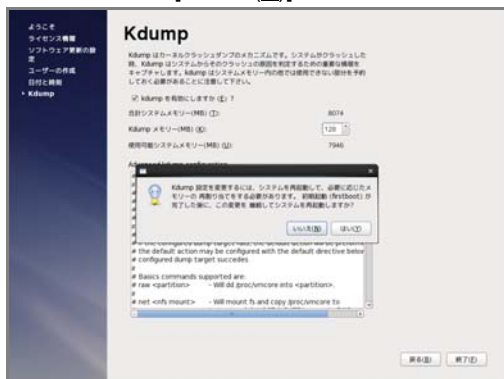 ようこそ
ライセンス情報
ソフトウェア更新の設
定
ユーザーの作成
日付と時刻
Kdump
Kdump
Kdump はカーネルクラッシュダンプのメカニズムです。システムがクラッシュした
時、Kdump はシステムからそのクラッシュの原因を判定するための重要な情報を
キャプチャします。kdump はシステムメモリー内の他では使用できない部分を予約
しておく必要があることに注意して下さい。
kdump を有効にしますか (E) ?
合計システムメモリー(MB) (T): 8074
Kdump メモリー(MB) (K): 128
使用可能システムメモリー(MB) (U): 7946
Kdump 設定を変更するには、システムを再起動して、必要に応じたメ
モリーの 再割り当てをする必要があります。 初期起動 (firstboot) が
完了した後に、この変更を 継続してシステムを再起動しますか?
いいえ(N) はい(Y)
# the default action may be configured with the default directive below
# configured dump target succedes
#
# Basics commands supported are:
# raw <partition> - Will dd /proc/vmcore into <partition>.
#
# net <nfs mount> - Will mount fs and copy /proc/vmcore to
戻る(B) 終了(F)